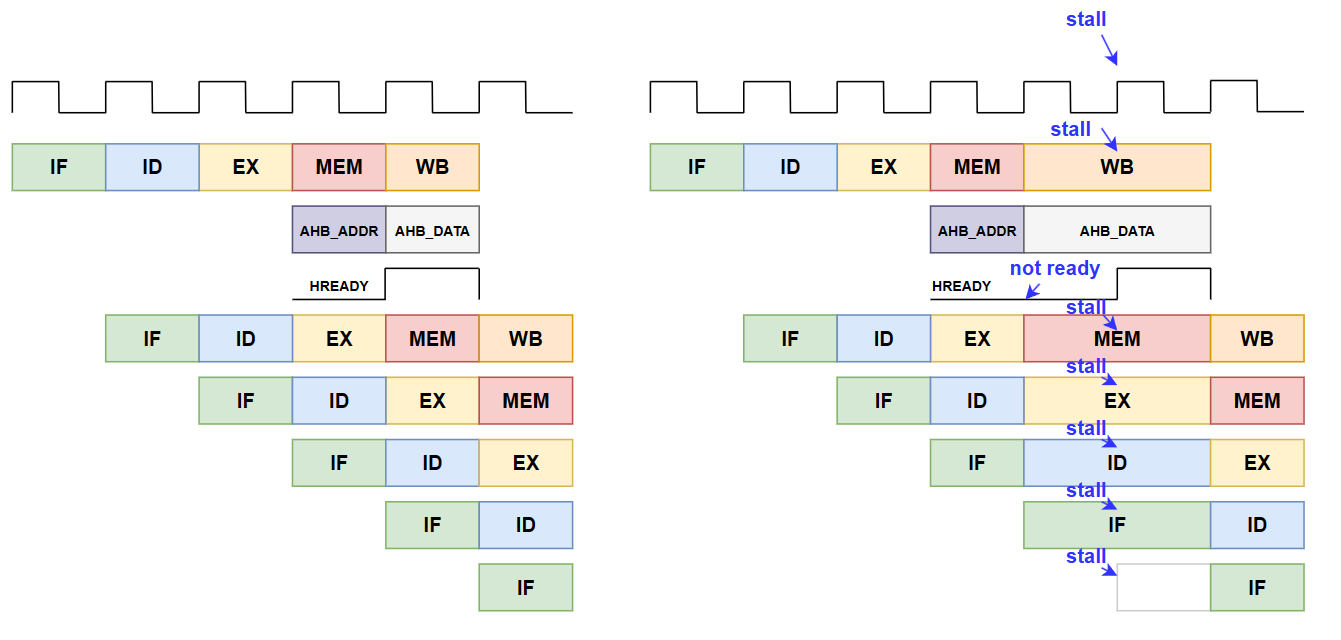 IF ID EX MEM WB
AHB_ADDR AHB_DATA
HREADY
IF ID EX MEM WB
IF ID EX MEM
IF ID EX
IF ID
IF
stall
stall
IF ID EX MEM WB
AHB_ADDR AHB_DATA
not ready
HREADY
stall
IF ID EX MEM WB
stall
IF ID EX MEM
stall
IF ID EX
stall
IF ID
stall
IF